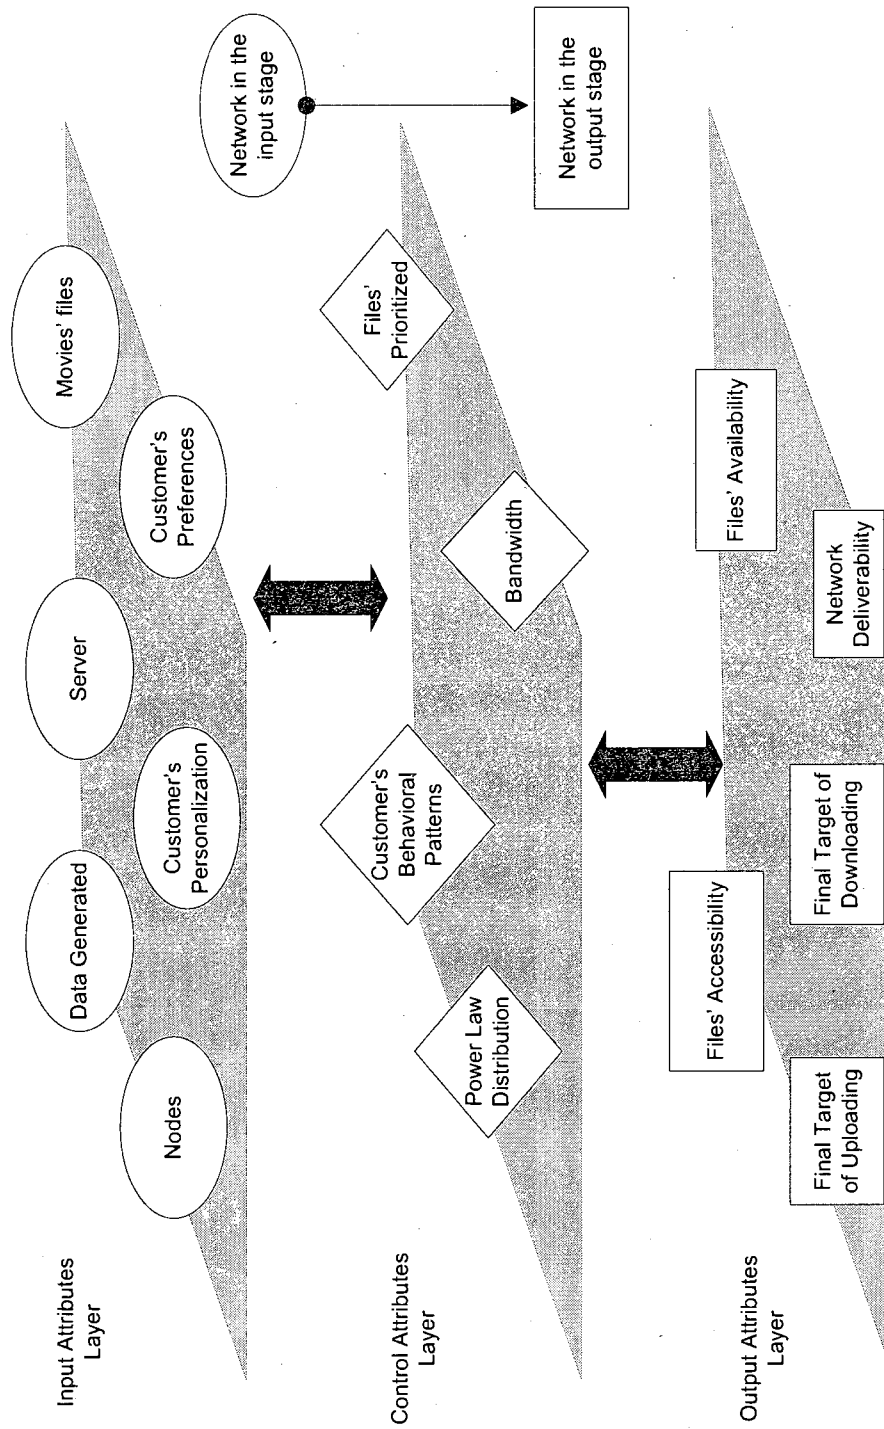 Input Attributes
Layer
Nodes
Data Generated
Customer's
Personalization
Server
Customer's
Preferences
Movies' files
Network in the
input stage
Control Attributes
Layer
Power Law
Distribution
Customer's
Behavioral
Patterns
Bandwidth
Files'
Prioritized
Network in the
output stage
Output Attributes
Layer
Final Target
of Uploading
Files' Accessibility
Final Target of
Downloading
Network
Deliverability
Files' Availability